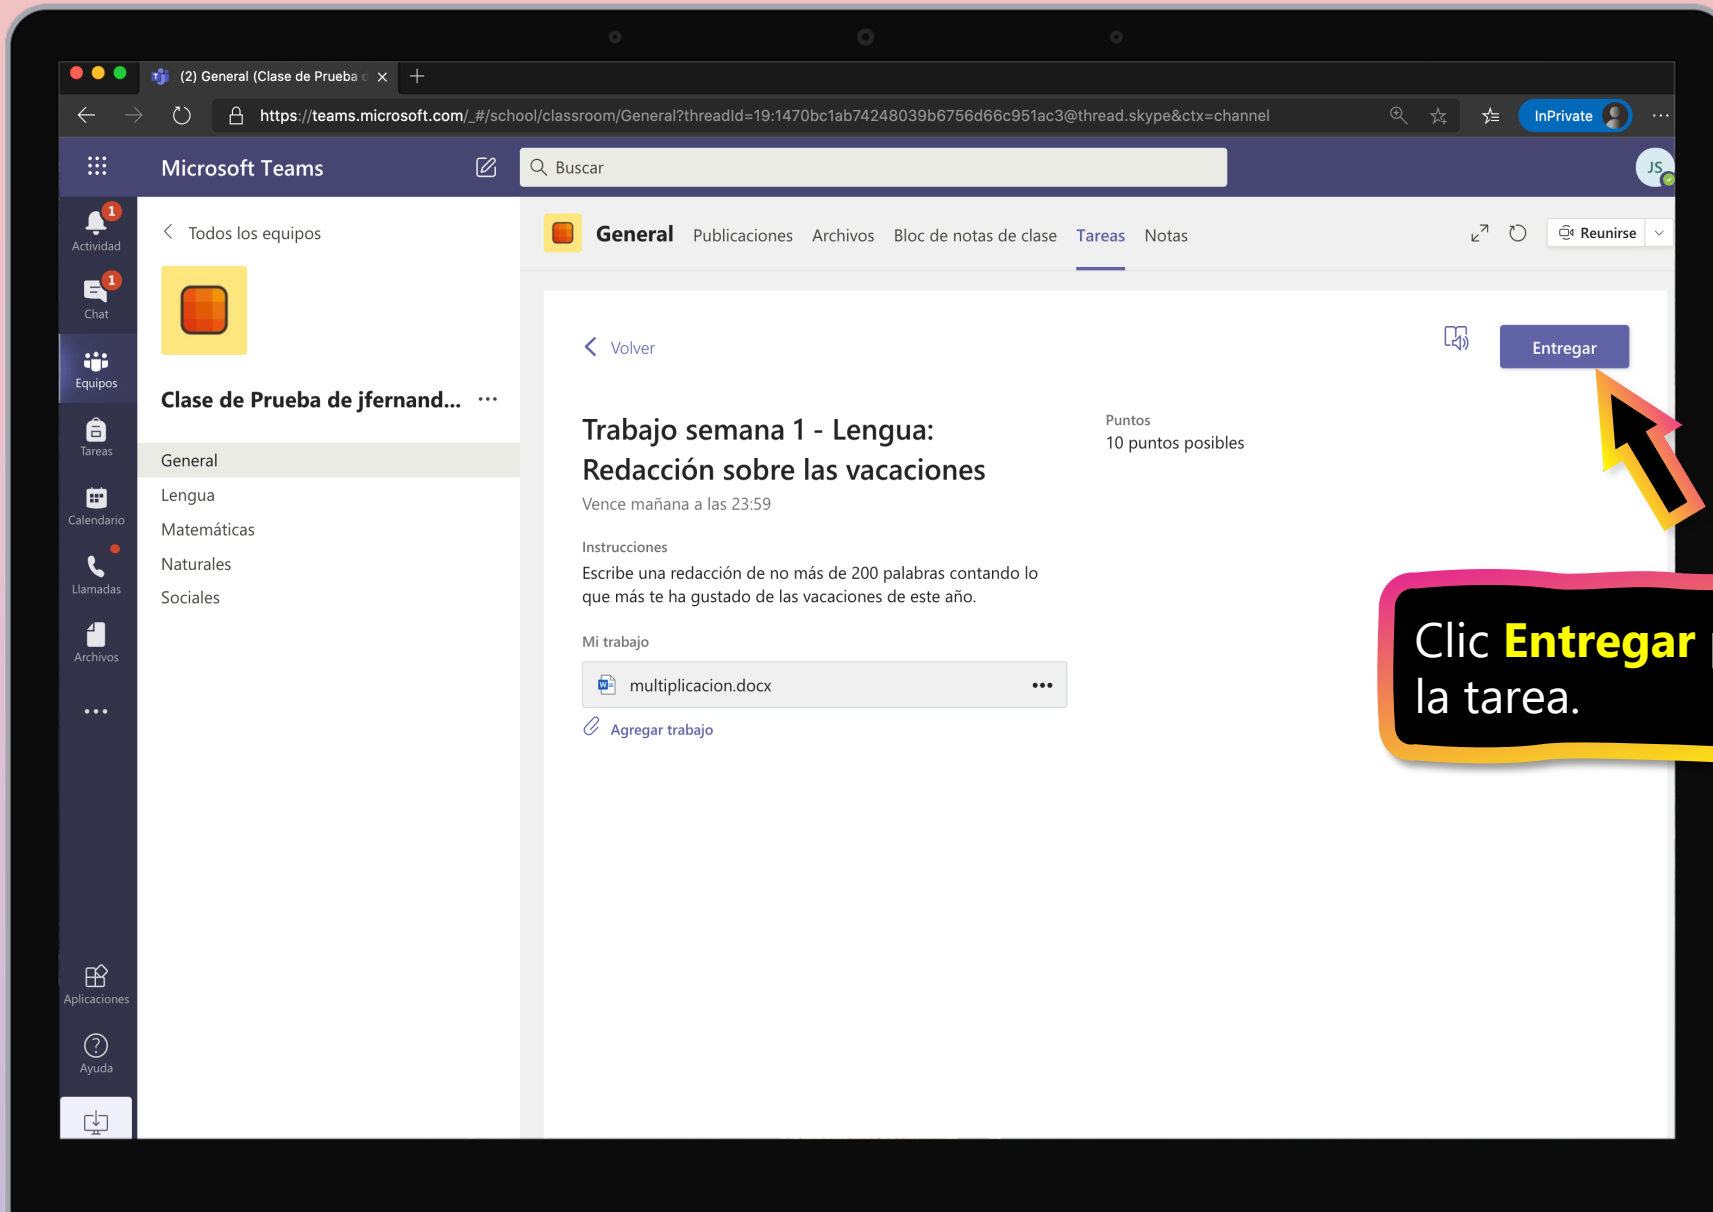 (2) General (Clase de Prueba
https://teams.microsoft.com/_#/school/classroom/General?threadId=19:1470bc1ab74248039b6756d66c951ac3@thread.skype&ctx=channel
InPrivate
Microsoft Teams
Buscar
JS
1
Actividad
1
Chat
Equipos
Tareas
Calendario
Llamadas
Archivos
Aplicaciones
Ayuda
Todos los equipos
Clase de Prueba de jfernand...
General
Lengua
Matemáticas
Naturales
Sociales
General Publicaciones Archivos Bloc de notas de clase Tareas Notas
Reunirse
Volver
Entregar
Trabajo semana 1 - Lengua:
Redacción sobre las vacaciones
Vence mañana a las 23:59
Puntos
10 puntos posibles
Instrucciones
Escribe una redacción de no más de 200 palabras contando lo
que más te ha gustado de las vacaciones de este año.
Mi trabajo
multiplicacion.docx
Agregar trabajo
Clic Entregar
la tarea.